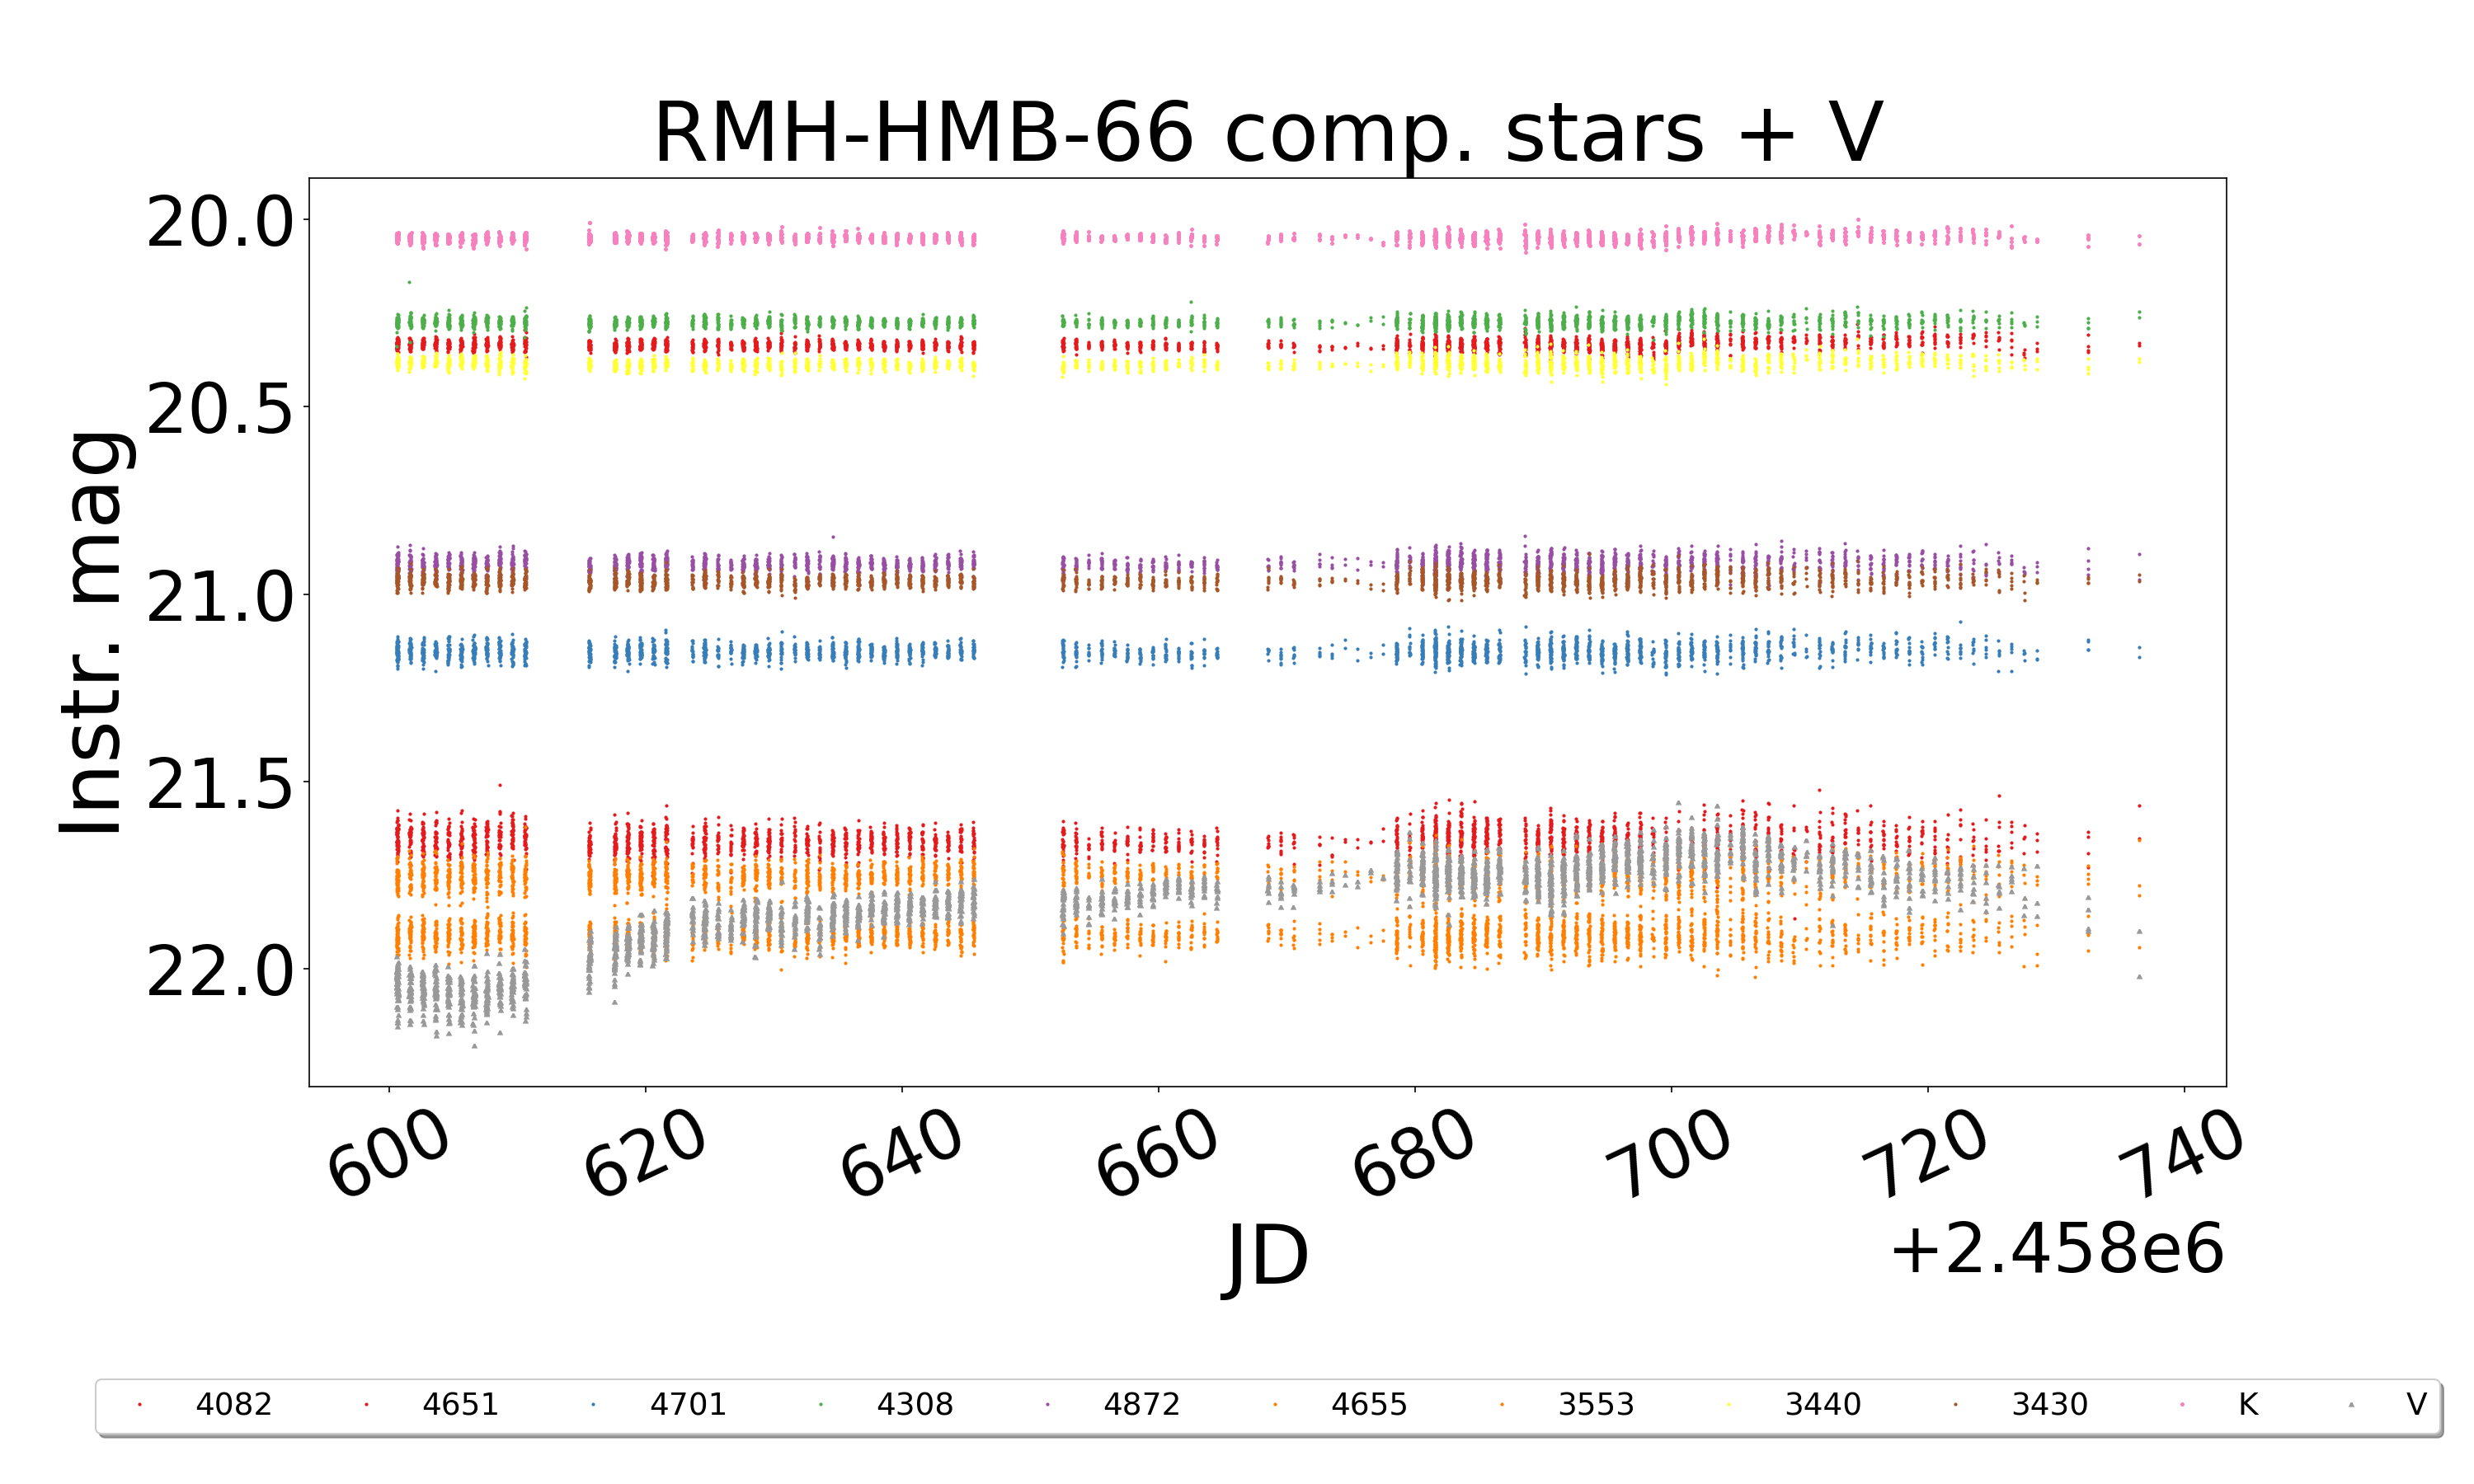 RMH-HMB-66 comp. stars + V
Instr. mag
20.0
20.5
21.0
21.5
22.0
600 620 640 660 680 700 720 740
JD
+2.458e6
4082 4651 4701 4308 4872 4655 3553 3440 3430 K V